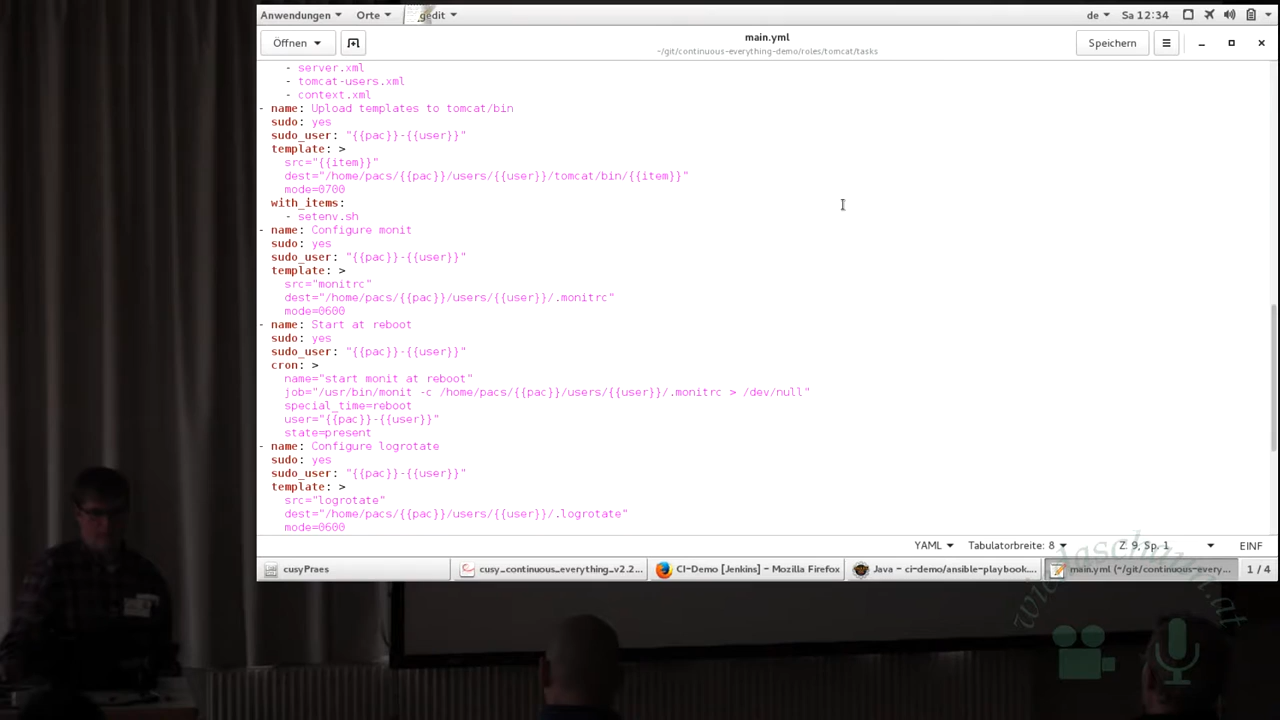 Anwendungen Orte gedit de Sa 12:34
Öffnen main.yml Speichern
~/git/continuous-everything-demo/roles/tomcat/tasks
- server.xml
- tomcat-users.xml
- context.xml
- name: Upload templates to tomcat/bin
sudo: yes
sudo_user: "{{pac}}-{{user}}"
template: >
src="{{item}}"
dest="/home/pacs/{{pac}}/users/{{user}}/tomcat/bin/{{item}}"
mode=0700
with_items:
- setenv.sh
- name: Configure monit
sudo: yes
sudo_user: "{{pac}}-{{user}}"
template: >
src="monitrc"
dest="/home/pacs/{{pac}}/users/{{user}}/.monitrc"
mode=0600
- name: Start at reboot
sudo: yes
sudo_user: "{{pac}}-{{user}}"
cron: >
name="start monit at reboot"
job="/usr/bin/monit -c /home/pacs/{{pac}}/users/{{user}}/.monitrc > /dev/null"
special_time=reboot
user="{{pac}}-{{user}}"
state=present
- name: Configure logrotate
sudo: yes
sudo_user: "{{pac}}-{{user}}"
template: >
src="logrotate"
dest="/home/pacs/{{pac}}/users/{{user}}/.logrotate"
mode=0600
YAML Tabulatorbreite: 8 Z. 9, Sp. 1 EINF
cusyPraes cusy_continuous_everything_v2.2... CI-Demo [Jenkins] – Mozilla Firefox Java – ci-demo/ansible-playbook.... main.yml (~/git/continuous-every... 1 / 4